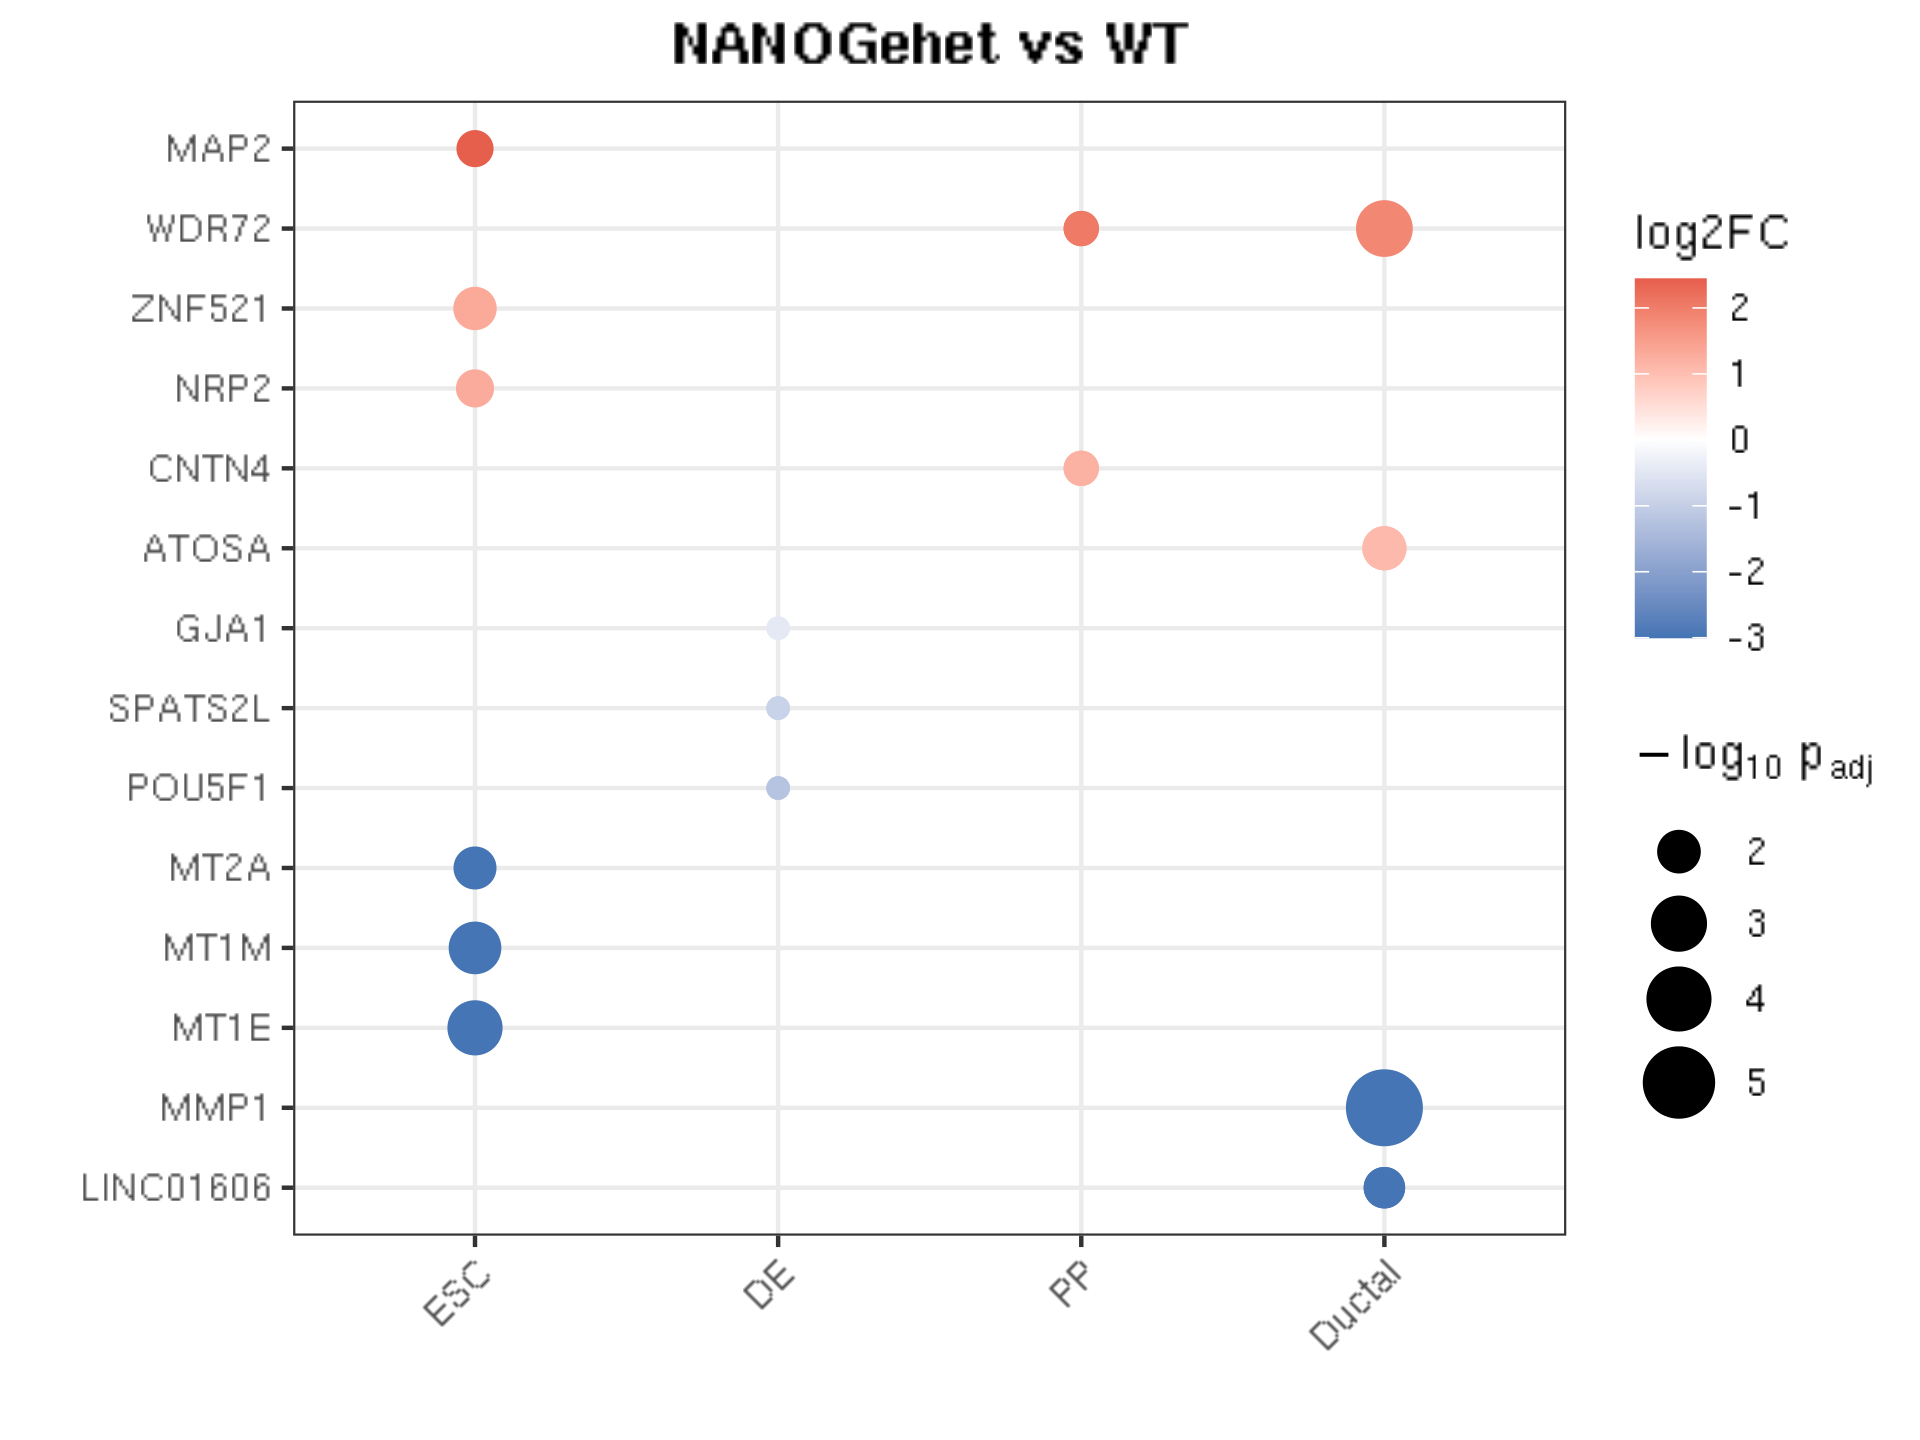 NANOGehet vs WT
MAP2
WDR72
ZNF521
NRP2
CNTN4
ATOSA
GJA1
SPATS2L
POU5F1
MT2A
MT1M
MT1E
MMP1
LINC01606
ESC
DE
PP
Ductal
log2FC
2
1
0
-1
-2
-3
− log10 padj
2
3
4
5